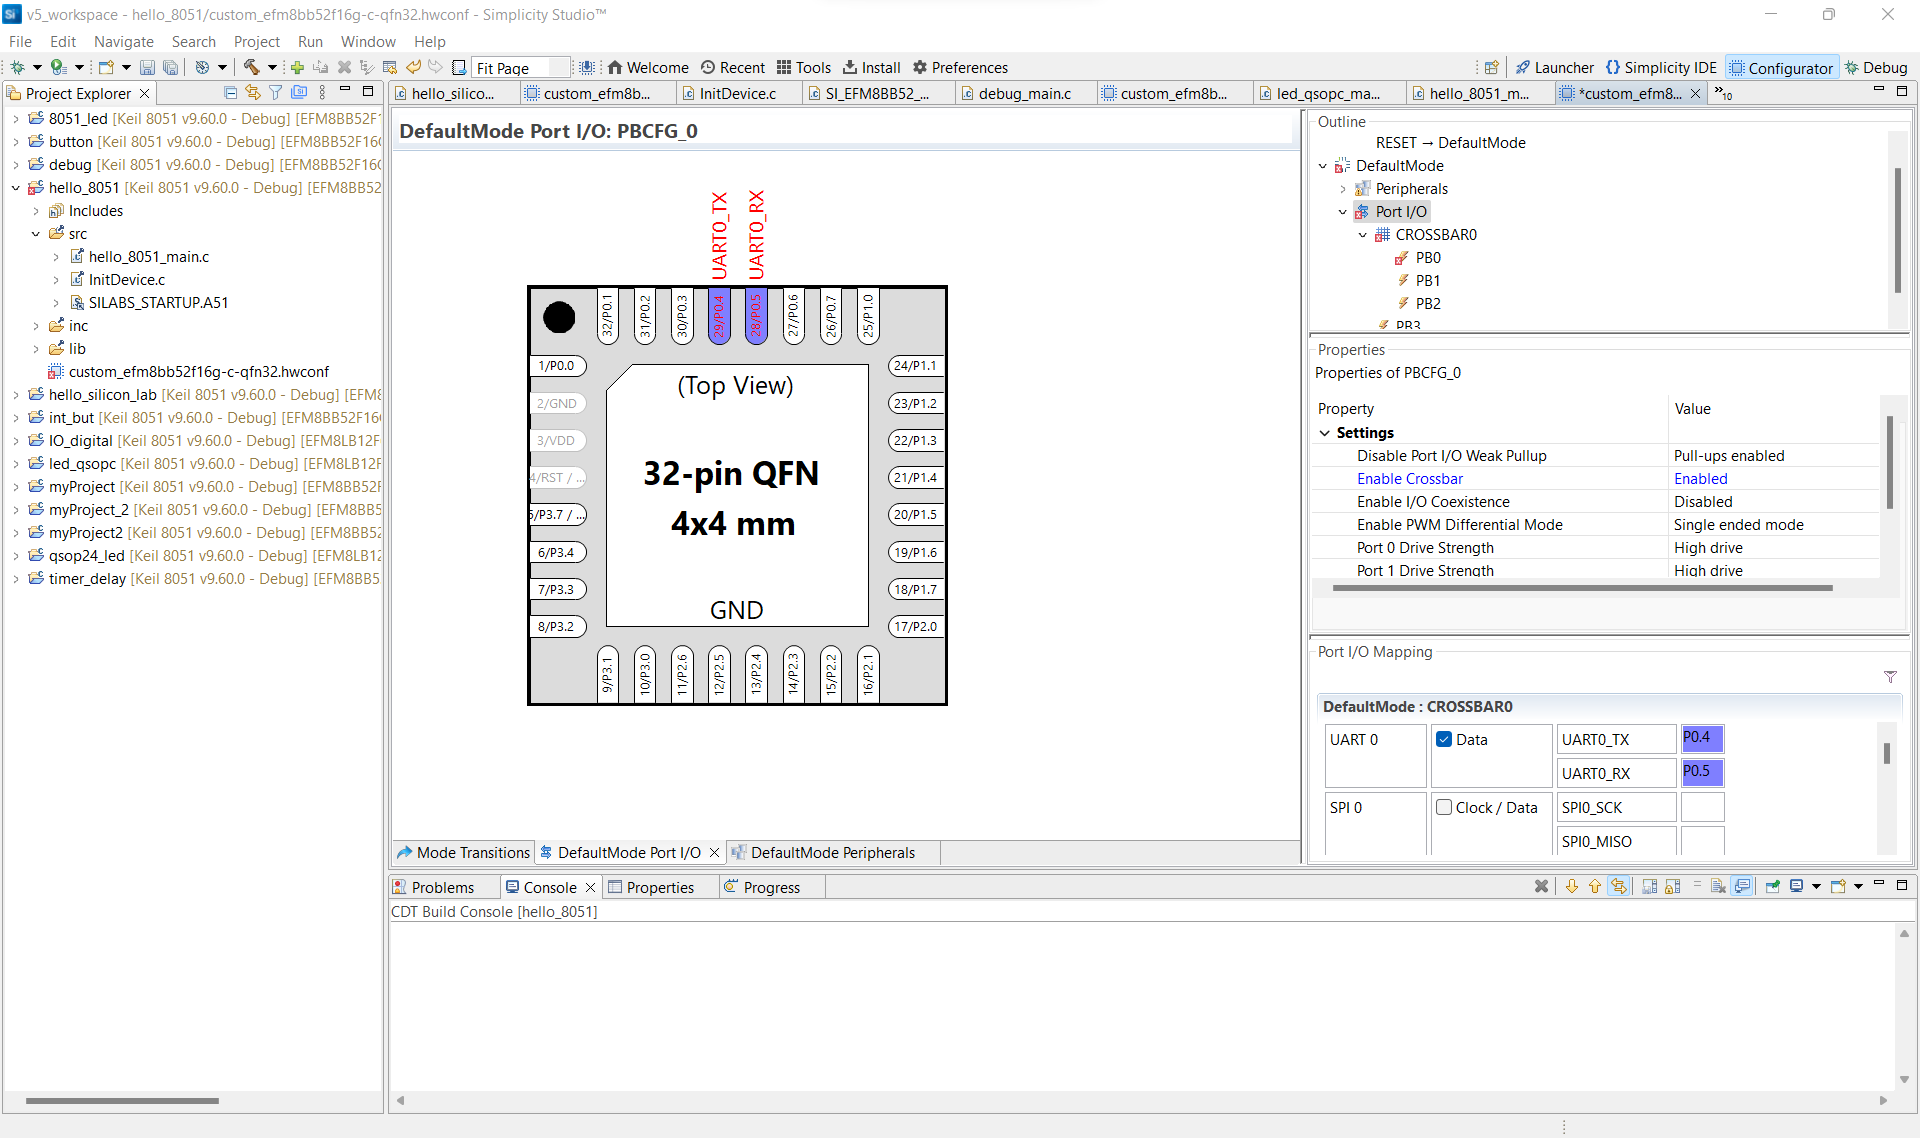 v5_workspace - hello_8051/custom_efm8bb52f16g-c-qfn32.hwconf - Simplicity Studio™
File Edit Navigate Search Project Run Window Help
Fit Page Welcome Recent Tools Install Preferences Launcher Simplicity IDE Configurator Debug
Project Explorer
8051_led [Keil 8051 v9.60.0 - Debug] [EFM8BB52F1
button [Keil 8051 v9.60.0 - Debug] [EFM8BB52F16
debug [Keil 8051 v9.60.0 - Debug] [EFM8BB52F16
hello_8051 [Keil 8051 v9.60.0 - Debug] [EFM8BB52
Includes
src
hello_8051_main.c
InitDevice.c
SILABS_STARTUP.A51
inc
lib
custom_efm8bb52f16g-c-qfn32.hwconf
hello_silicon_lab [Keil 8051 v9.60.0 - Debug] [EFM8
int_but [Keil 8051 v9.60.0 - Debug] [EFM8BB52F16
IO_digital [Keil 8051 v9.60.0 - Debug] [EFM8LB12F
led_qsopc [Keil 8051 v9.60.0 - Debug] [EFM8LB12F
myProject [Keil 8051 v9.60.0 - Debug] [EFM8BB52F
myProject_2 [Keil 8051 v9.60.0 - Debug] [EFM8BB5
myProject2 [Keil 8051 v9.60.0 - Debug] [EFM8BB52
qsop24_led [Keil 8051 v9.60.0 - Debug] [EFM8LB12
timer_delay [Keil 8051 v9.60.0 - Debug] [EFM8BB5
hello_silico... custom_efm8b... InitDevice.c SI_EFM8BB52_... debug_main.c custom_efm8b... led_qsopc_ma... hello_8051_m... *custom_efm8... »10
DefaultMode Port I/O: PBCFG_0
UART0_TX
UART0_RX
32/P0.1
31/P0.2
30/P0.3
29/P0.4
28/P0.5
27/P0.6
26/P0.7
25/P1.0
1/P0.0
2/GND
3/VDD
4/RST / ...
5/P3.7 / ...
6/P3.4
7/P3.3
8/P3.2
(Top View)
32-pin QFN
4x4 mm
GND
24/P1.1
23/P1.2
22/P1.3
21/P1.4
20/P1.5
19/P1.6
18/P1.7
17/P2.0
9/P3.1
10/P3.0
11/P2.6
12/P2.5
13/P2.4
14/P2.3
15/P2.2
16/P2.1
Mode Transitions DefaultMode Port I/O DefaultMode Peripherals
Outline
RESET → DefaultMode
DefaultMode
Peripherals
Port I/O
CROSSBAR0
PB0
PB1
PB2
PB3
Properties
Properties of PBCFG_0
Property Value
Settings
Disable Port I/O Weak Pullup Pull-ups enabled
Enable Crossbar Enabled
Enable I/O Coexistence Disabled
Enable PWM Differential Mode Single ended mode
Port 0 Drive Strength High drive
Port 1 Drive Strength High drive
Port I/O Mapping
DefaultMode : CROSSBAR0
UART 0 Data UART0_TX P0.4
UART0_RX P0.5
SPI 0 Clock / Data SPI0_SCK
SPI0_MISO
Problems Console Properties Progress
CDT Build Console [hello_8051]